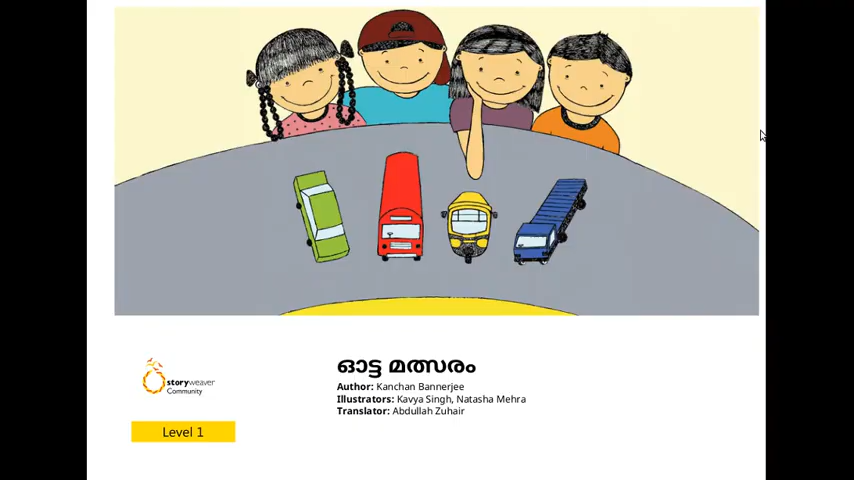 storyweaver
Community
Level 1
ഓട്ട മത്സരം
Author: Kanchan Bannerjee
Illustrators: Kavya Singh, Natasha Mehra
Translator: Abdullah Zuhair